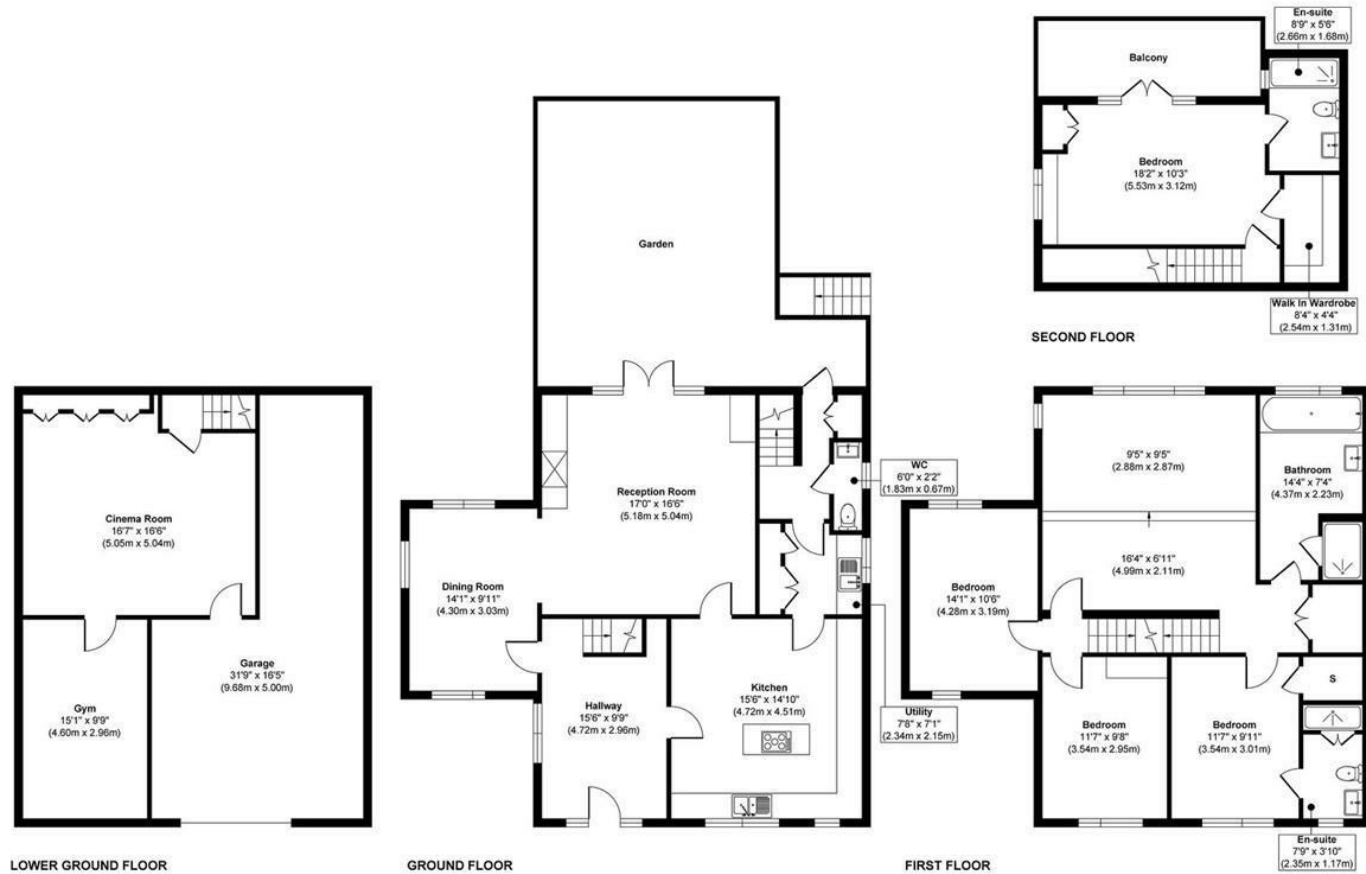 En-suite
8'9" x 5'6"
(2.66m x 1.68m)
Balcony
Bedroom
18'2" x 10'3"
(5.53m x 3.12m)
Walk In Wardrobe
8'4" x 4'4"
(2.54m x 1.31m)
SECOND FLOOR
Cinema Room
16'7" x 16'6"
(5.05m x 5.04m)
Gym
15'1" x 9'9"
(4.60m x 2.96m)
Garage
31'9" x 16'5"
(9.68m x 5.00m)
LOWER GROUND FLOOR
Garden
Reception Room
17'0" x 16'6"
(5.18m x 5.04m)
WC
6'0" x 2'2"
(1.83m x 0.67m)
Dining Room
14'1" x 9'11"
(4.30m x 3.03m)
Hallway
15'6" x 9'9"
(4.72m x 2.96m)
Kitchen
15'6" x 14'10"
(4.72m x 4.51m)
Utility
7'8" x 7'1"
(2.34m x 2.15m)
GROUND FLOOR
9'5" x 9'5"
(2.88m x 2.87m)
Bathroom
14'4" x 7'4"
(4.37m x 2.23m)
16'4" x 6'11"
(4.99m x 2.11m)
Bedroom
14'1" x 10'6"
(4.28m x 3.19m)
S
Bedroom
11'7" x 9'8"
(3.54m x 2.95m)
Bedroom
11'7" x 9'11"
(3.54m x 3.01m)
En-suite
7'9" x 3'10"
(2.35m x 1.17m)
FIRST FLOOR